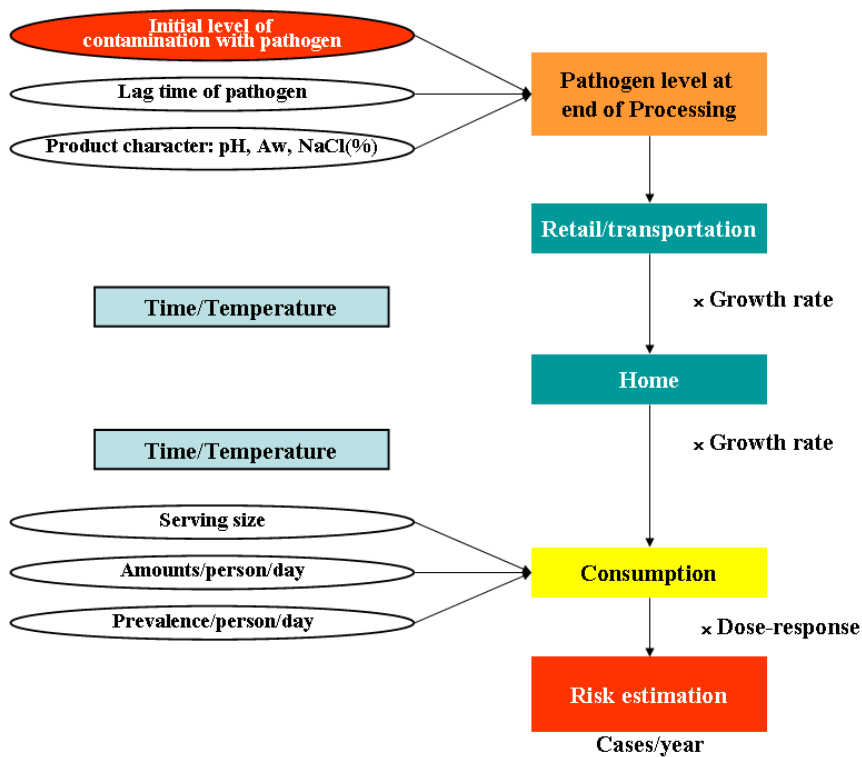 Initial level of
contamination with pathogen
Lag time of pathogen
Product character: pH, Aw, NaCl(%)
Pathogen level at
end of Processing
Retail/transportation
Time/Temperature
× Growth rate
Home
Time/Temperature
× Growth rate
Serving size
Amounts/person/day
Prevalence/person/day
Consumption
× Dose-response
Risk estimation
Cases/year